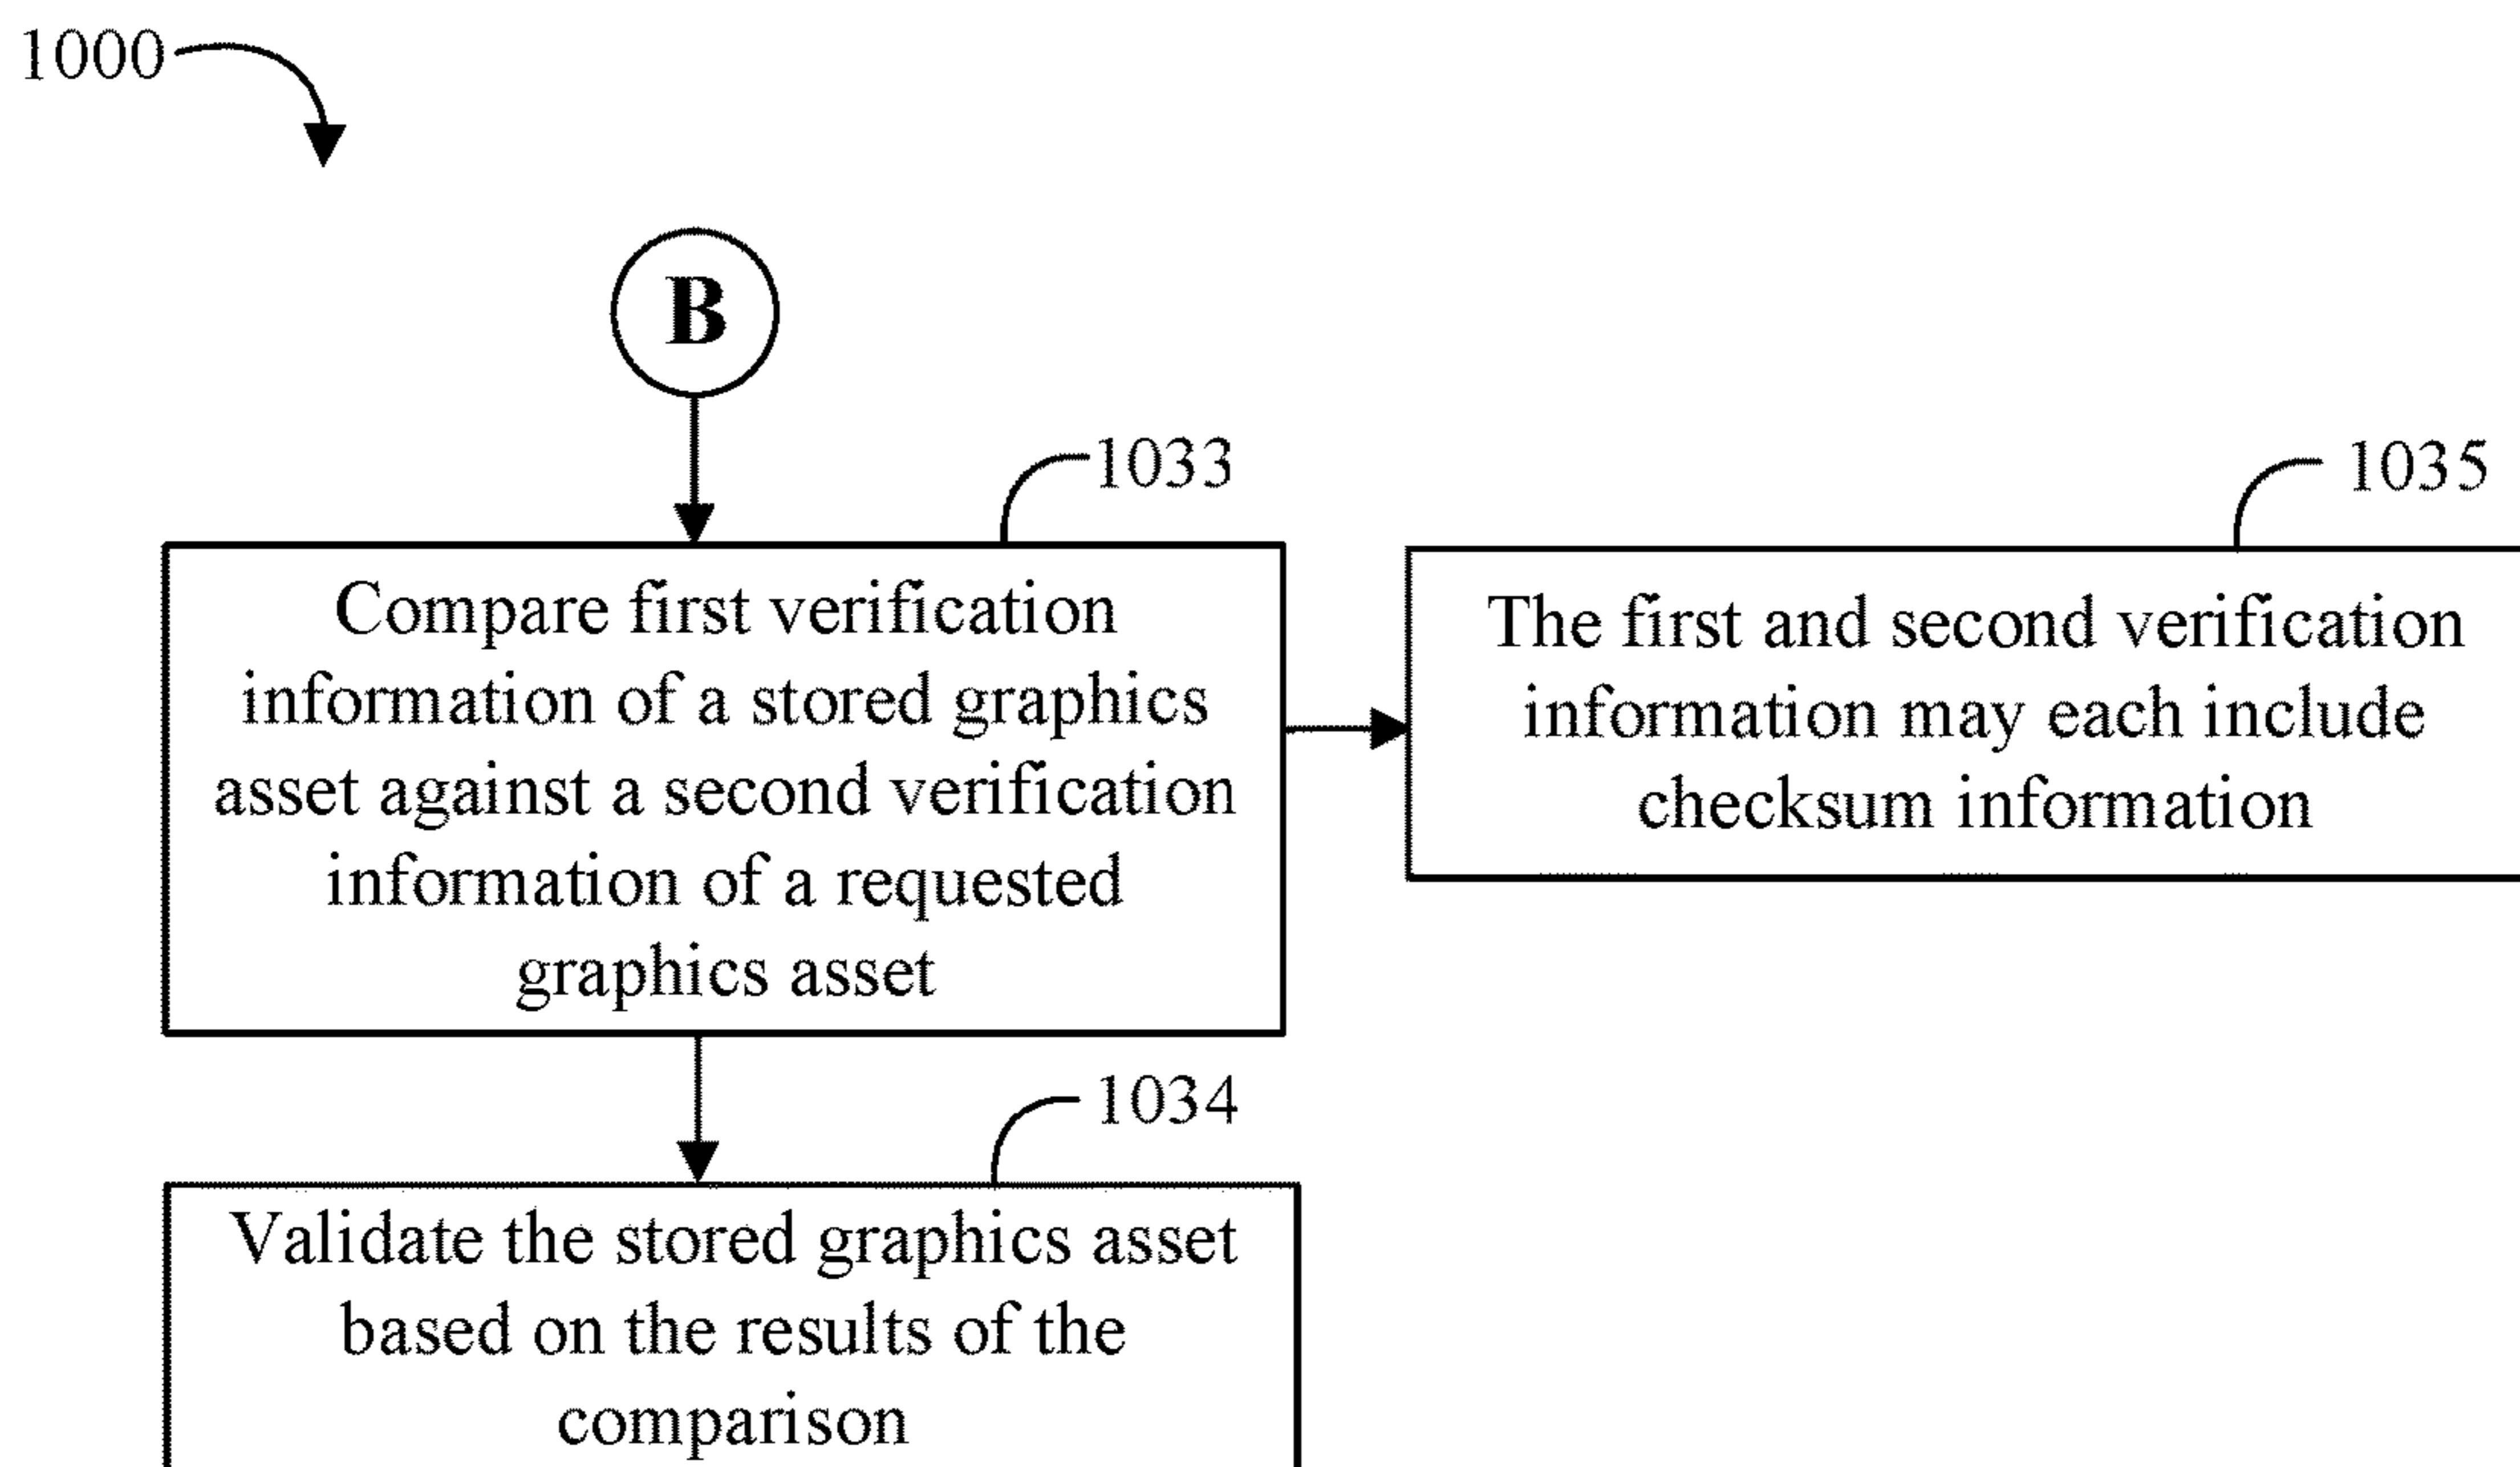 1000
B
1033
Compare first verification
information of a stored graphics
asset against a second verification
information of a requested
graphics asset
1035
The first and second verification
information may each include
checksum information
1034
Validate the stored graphics asset
based on the results of the
comparison